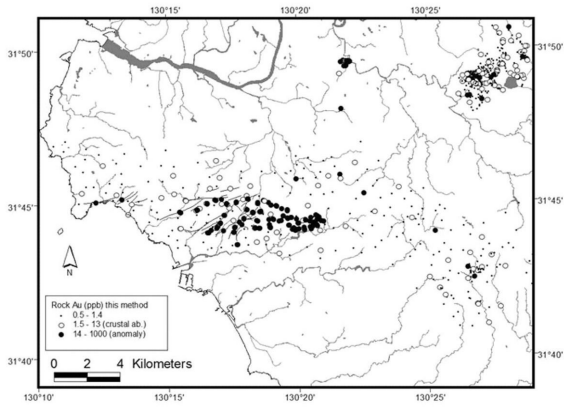 130°15' 130°20' 130°25'
31°50' 31°50'
31°45' 31°45'
N
Rock Au (ppb) this method
0.5 - 1.4
1.5 - 13 (crustal ab.)
14 - 1000 (anomaly)
31°40' 31°40'
0 2 4 Kilometers
130°10' 130°15' 130°20' 130°25'